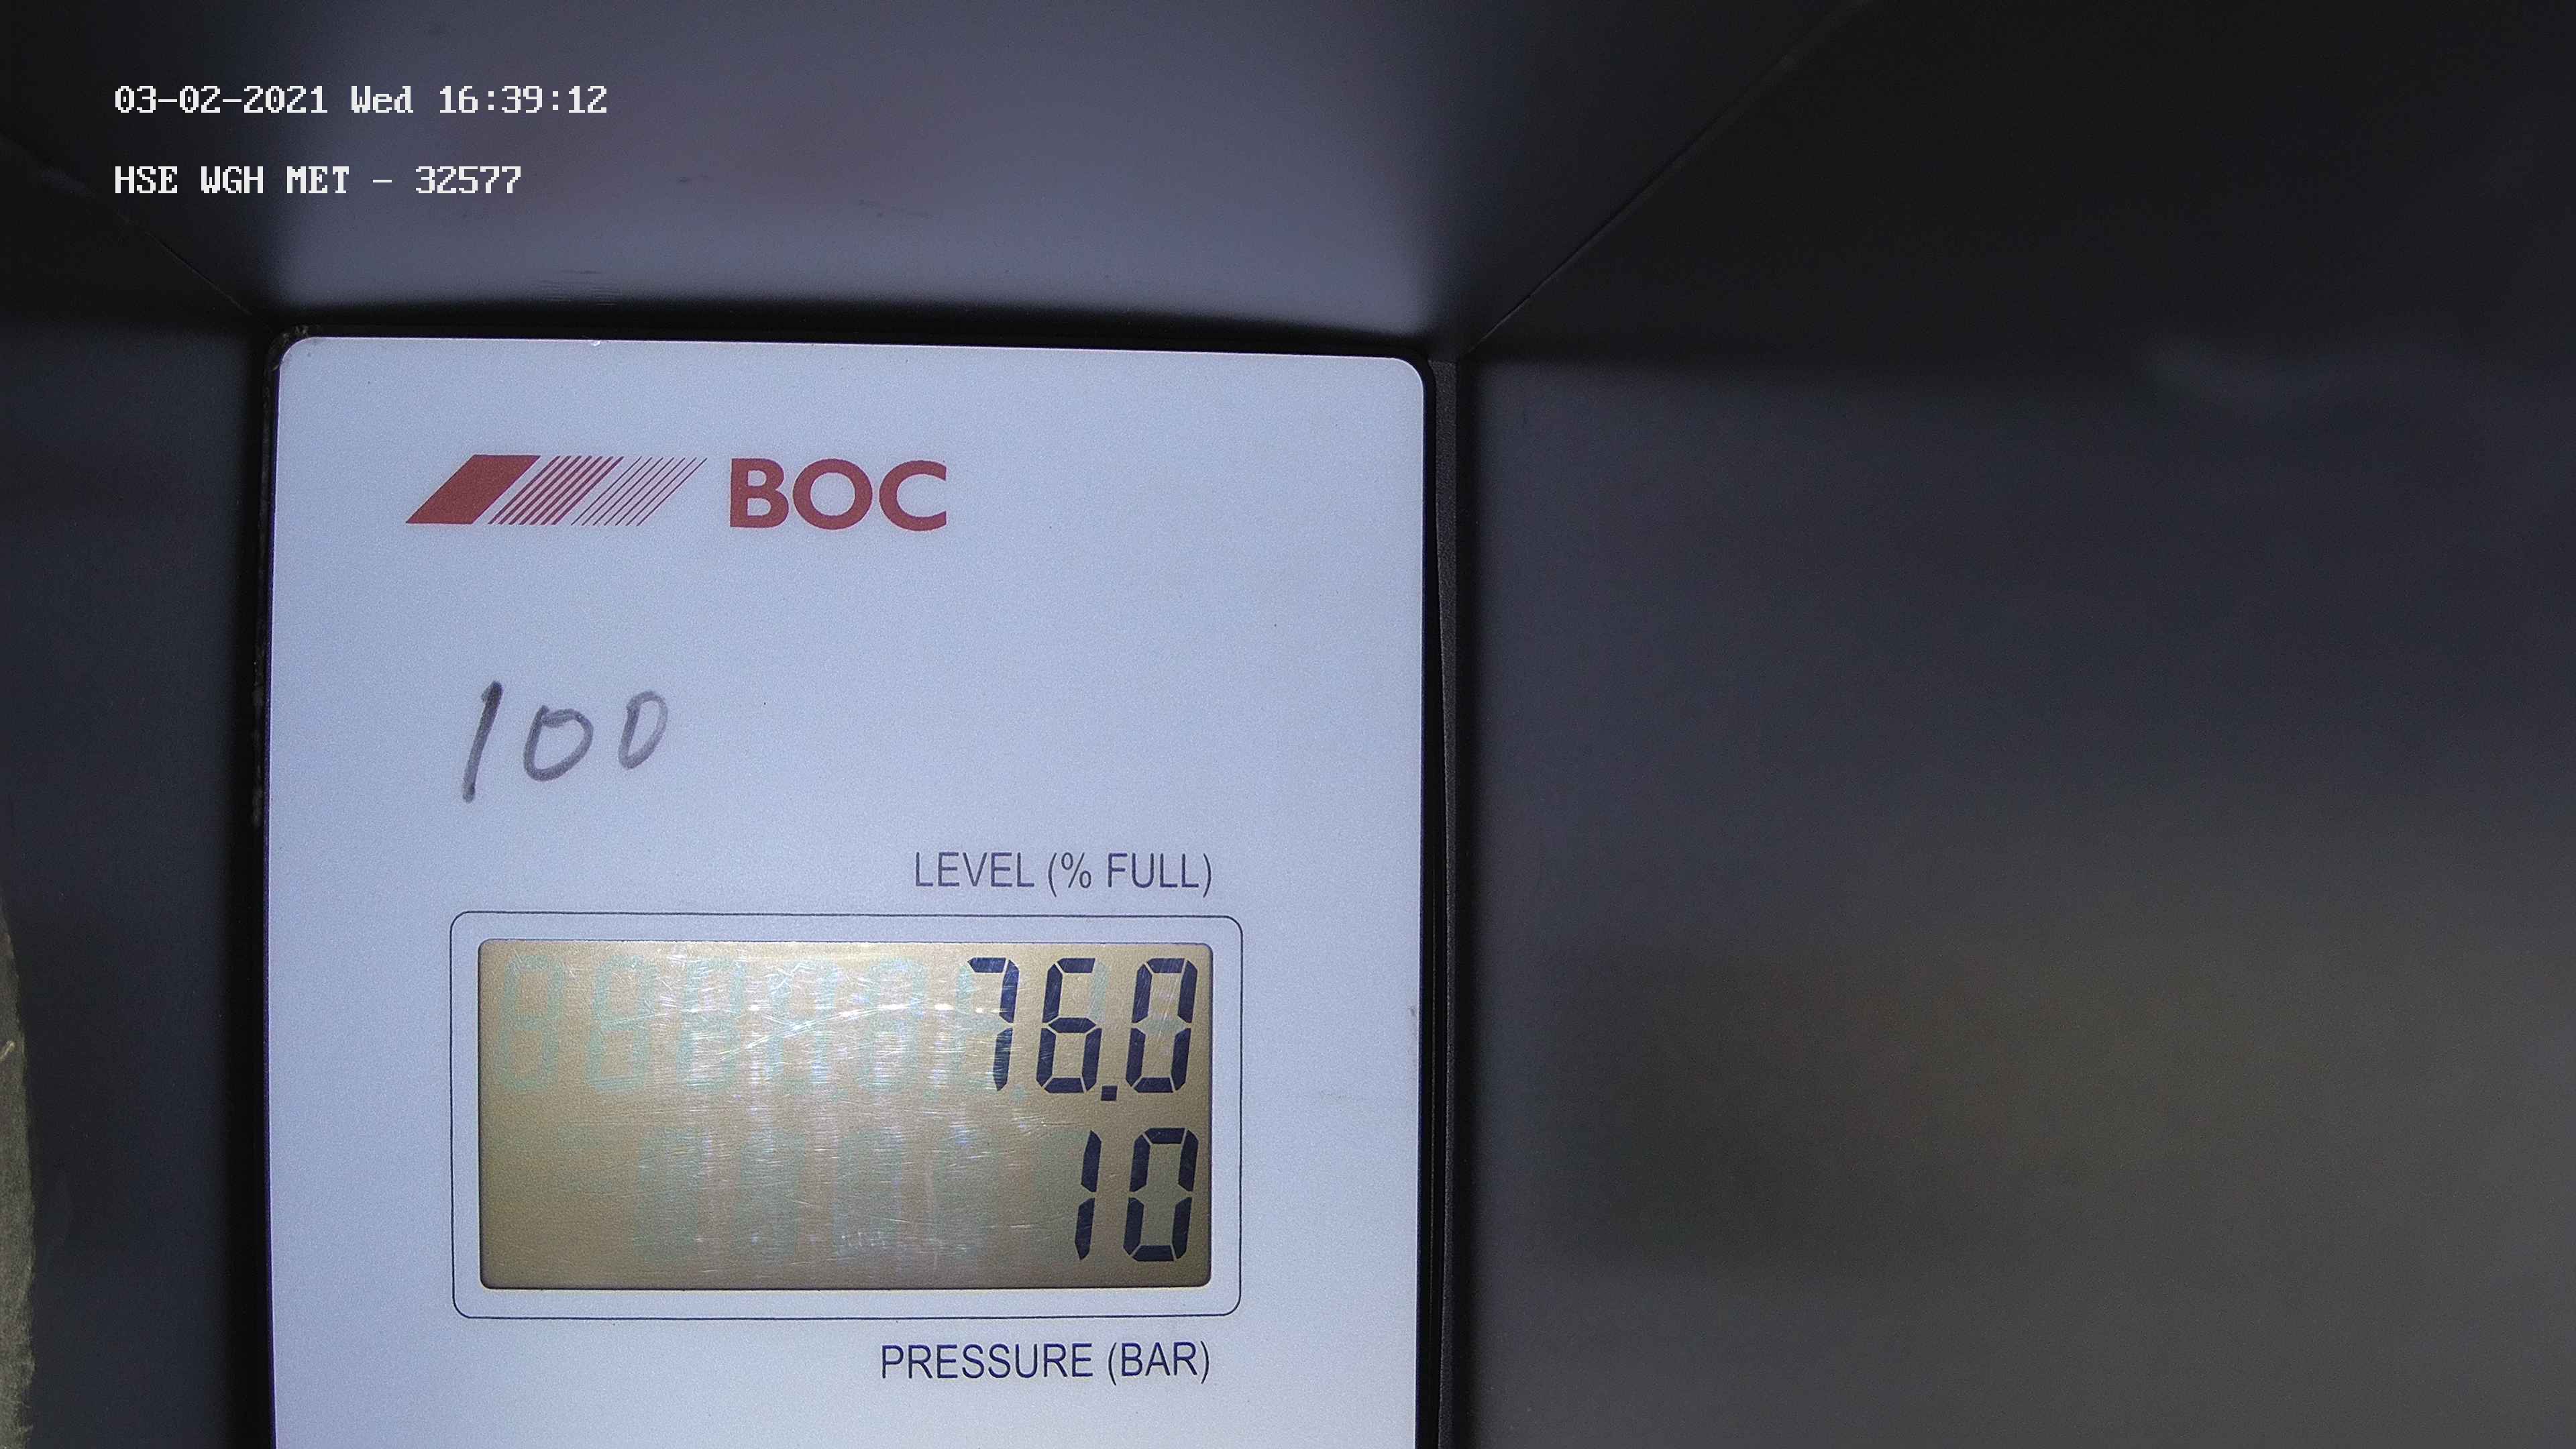 03-02-2021 Wed 16:39:12
HSE WGH MET - 32577
BOC
100
LEVEL (% FULL)
76.0
10
PRESSURE (BAR)